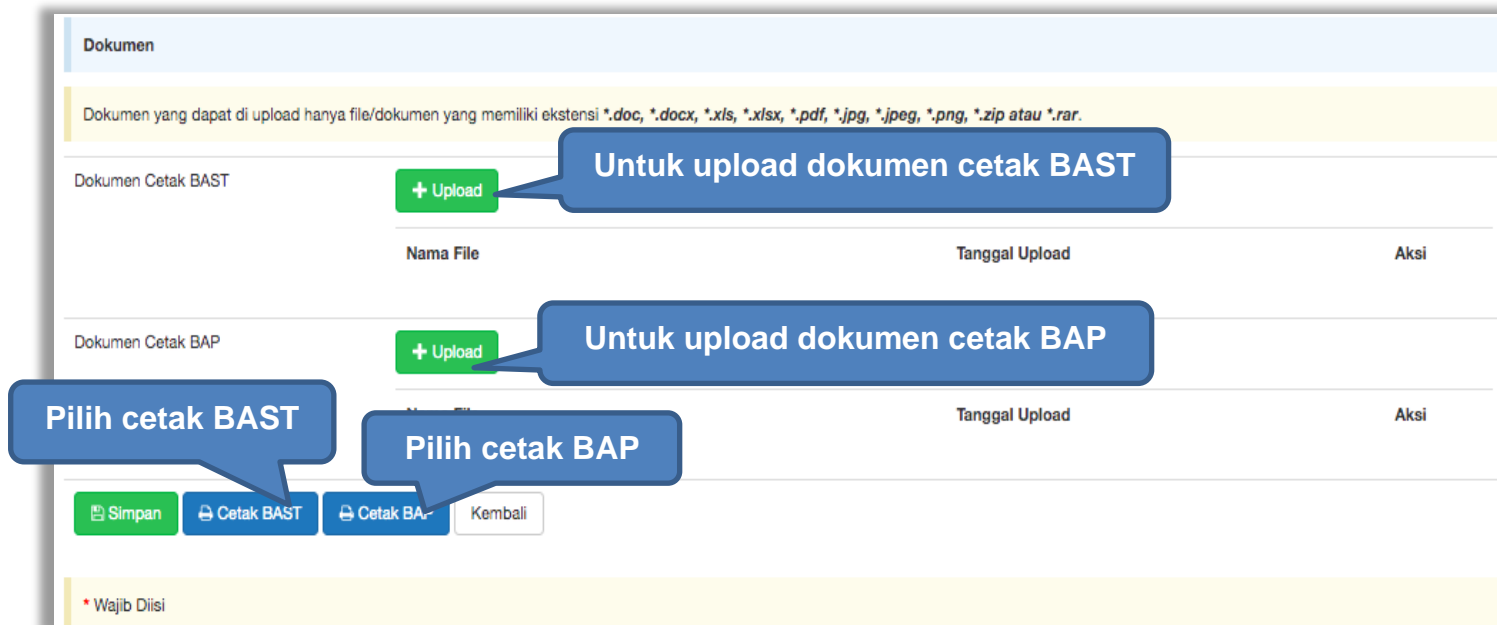 Dokumen
Dokumen yang dapat di upload hanya file/dokumen yang memiliki ekstensi *.doc, *.docx, *.xls, *.xlsx, *.pdf, *.jpg, *.jpeg, *.png, *.zip atau *.rar.
Untuk upload dokumen cetak BAST
Dokumen Cetak BAST
+ Upload
Nama File Tanggal Upload Aksi
Untuk upload dokumen cetak BAP
Dokumen Cetak BAP
+ Upload
Pilih cetak BAST
Tanggal Upload Aksi
Pilih cetak BAP
Simpan Cetak BAST Cetak BAP Kembali
* Wajib Diisi